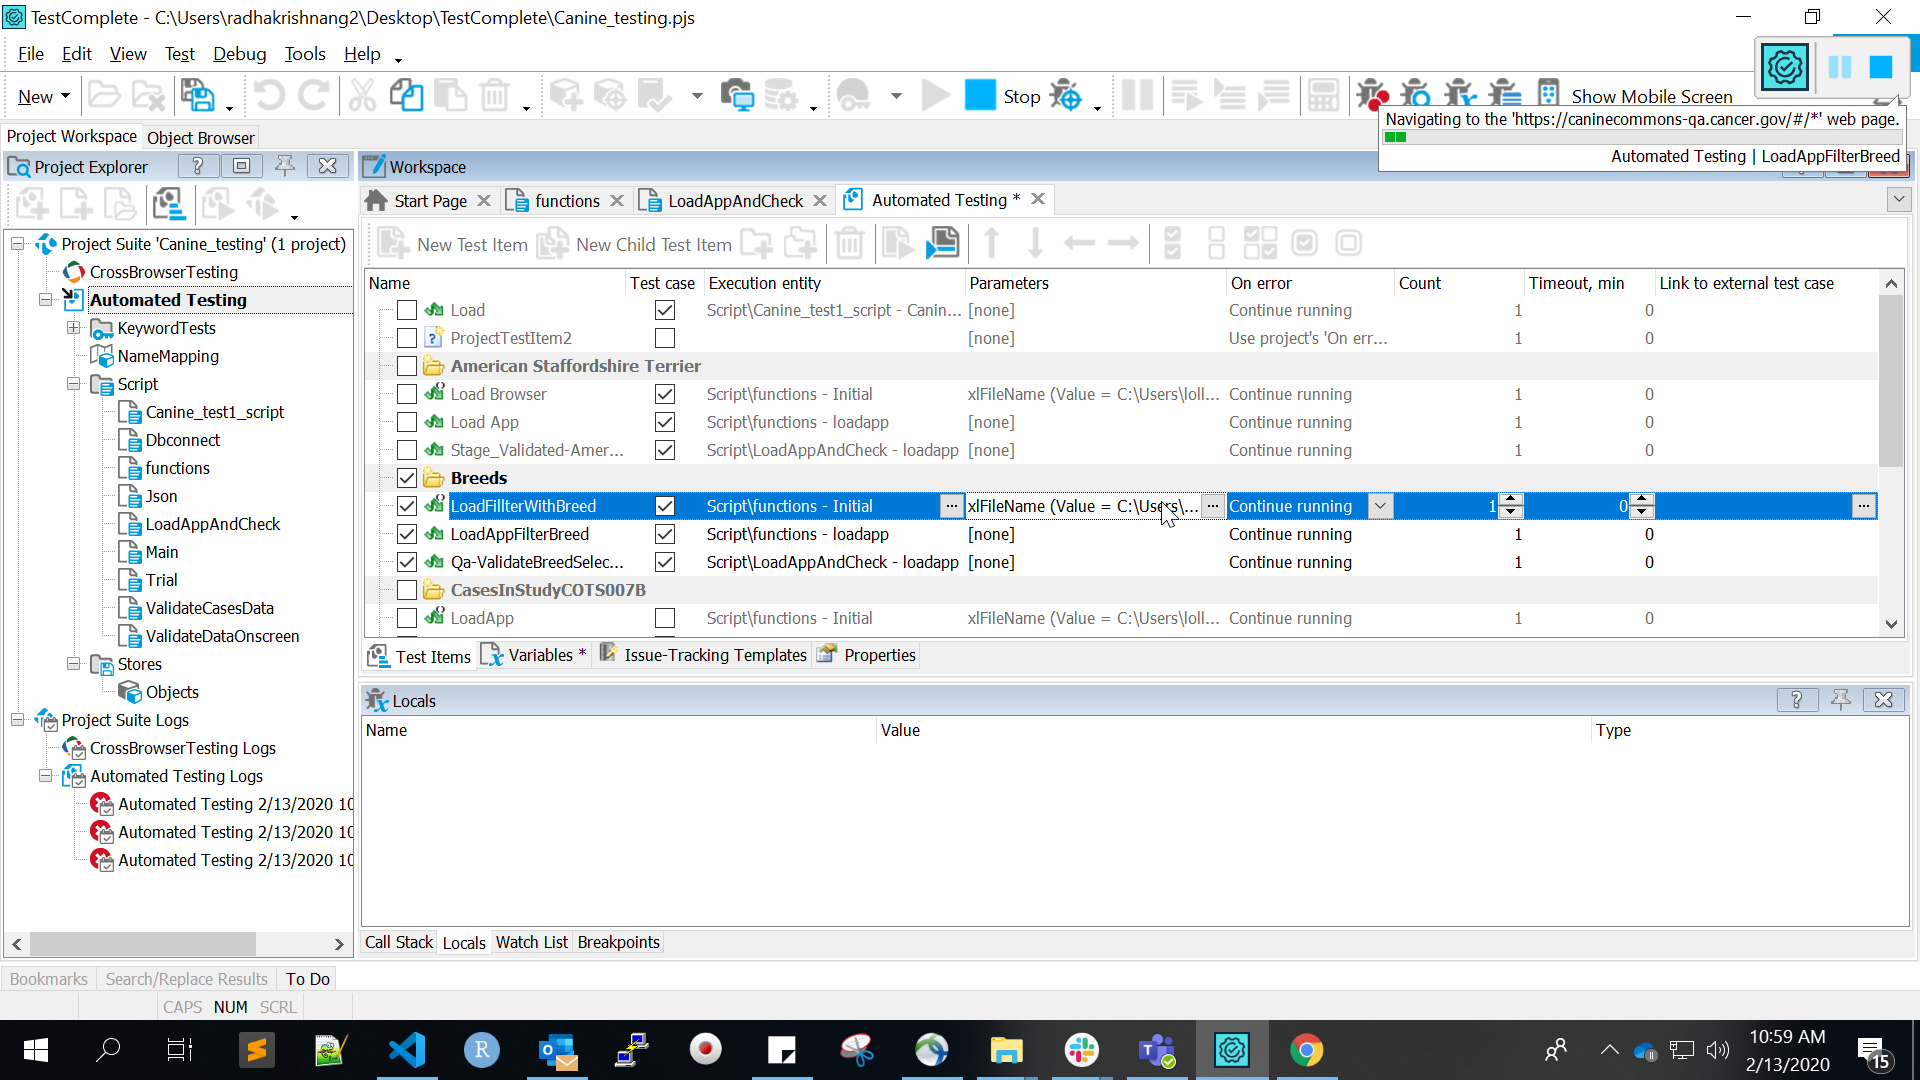 TestComplete - C:\Users\radhakrishnang2\Desktop\TestComplete\Canine_testing.pjs
File Edit View Test Debug Tools Help
New Stop Show Mobile Screen
Navigating to the 'https://caninecommons-qa.cancer.gov/#/*' web page.
Automated Testing | LoadAppFilterBreed
Project Workspace Object Browser
Project Explorer
Project Suite 'Canine_testing' (1 project)
CrossBrowserTesting
Automated Testing
KeywordTests
NameMapping
Script
Canine_test1_script
Dbconnect
functions
Json
LoadAppAndCheck
Main
Trial
ValidateCasesData
ValidateDataOnscreen
Stores
Objects
Project Suite Logs
CrossBrowserTesting Logs
Automated Testing Logs
Automated Testing 2/13/2020 10
Automated Testing 2/13/2020 10
Automated Testing 2/13/2020 10
Workspace
Start Page functions LoadAppAndCheck Automated Testing *
New Test Item New Child Test Item
Name Test case Execution entity Parameters On error Count Timeout, min Link to external test case
Load Script\Canine_test1_script - Canin... [none] Continue running 1 0
ProjectTestItem2 [none] Use project's 'On err... 1 0
American Staffordshire Terrier
Load Browser Script\functions - Initial xlFileName (Value = C:\Users\loll... Continue running 1 0
Load App Script\functions - loadapp [none] Continue running 1 0
Stage_Validated-Amer... Script\LoadAppAndCheck - loadapp [none] Continue running 1 0
Breeds
LoadFillterWithBreed Script\functions - Initial ... xlFileName (Value = C:\Users\... ... Continue running 1 0 ...
LoadAppFilterBreed Script\functions - loadapp [none] Continue running 1 0
Qa-ValidateBreedSelec... Script\LoadAppAndCheck - loadapp [none] Continue running 1 0
CasesInStudyCOTS007B
LoadApp Script\functions - Initial xlFileName (Value = C:\Users\loll... Continue running 1 0
Test Items Variables * Issue-Tracking Templates Properties
Locals
Name Value Type
Call Stack Locals Watch List Breakpoints
Bookmarks Search/Replace Results To Do
CAPS NUM SCRL
10:59 AM
2/13/2020
15